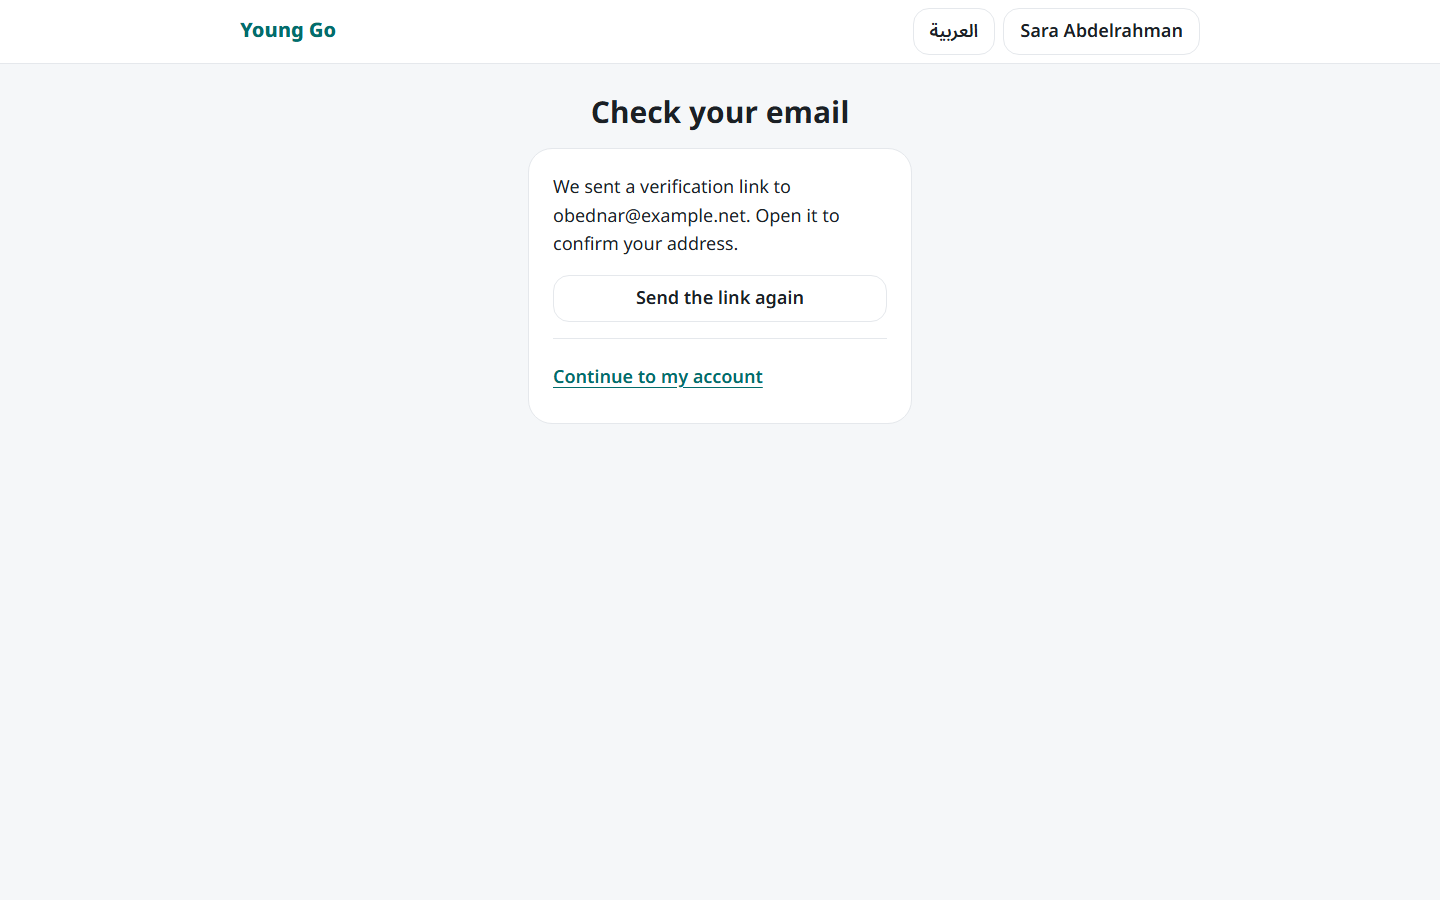 Young Go
العربية
Sara Abdelrahman
Check your email
We sent a verification link to
obednar@example.net. Open it to
confirm your address.
Send the link again
Continue to my account